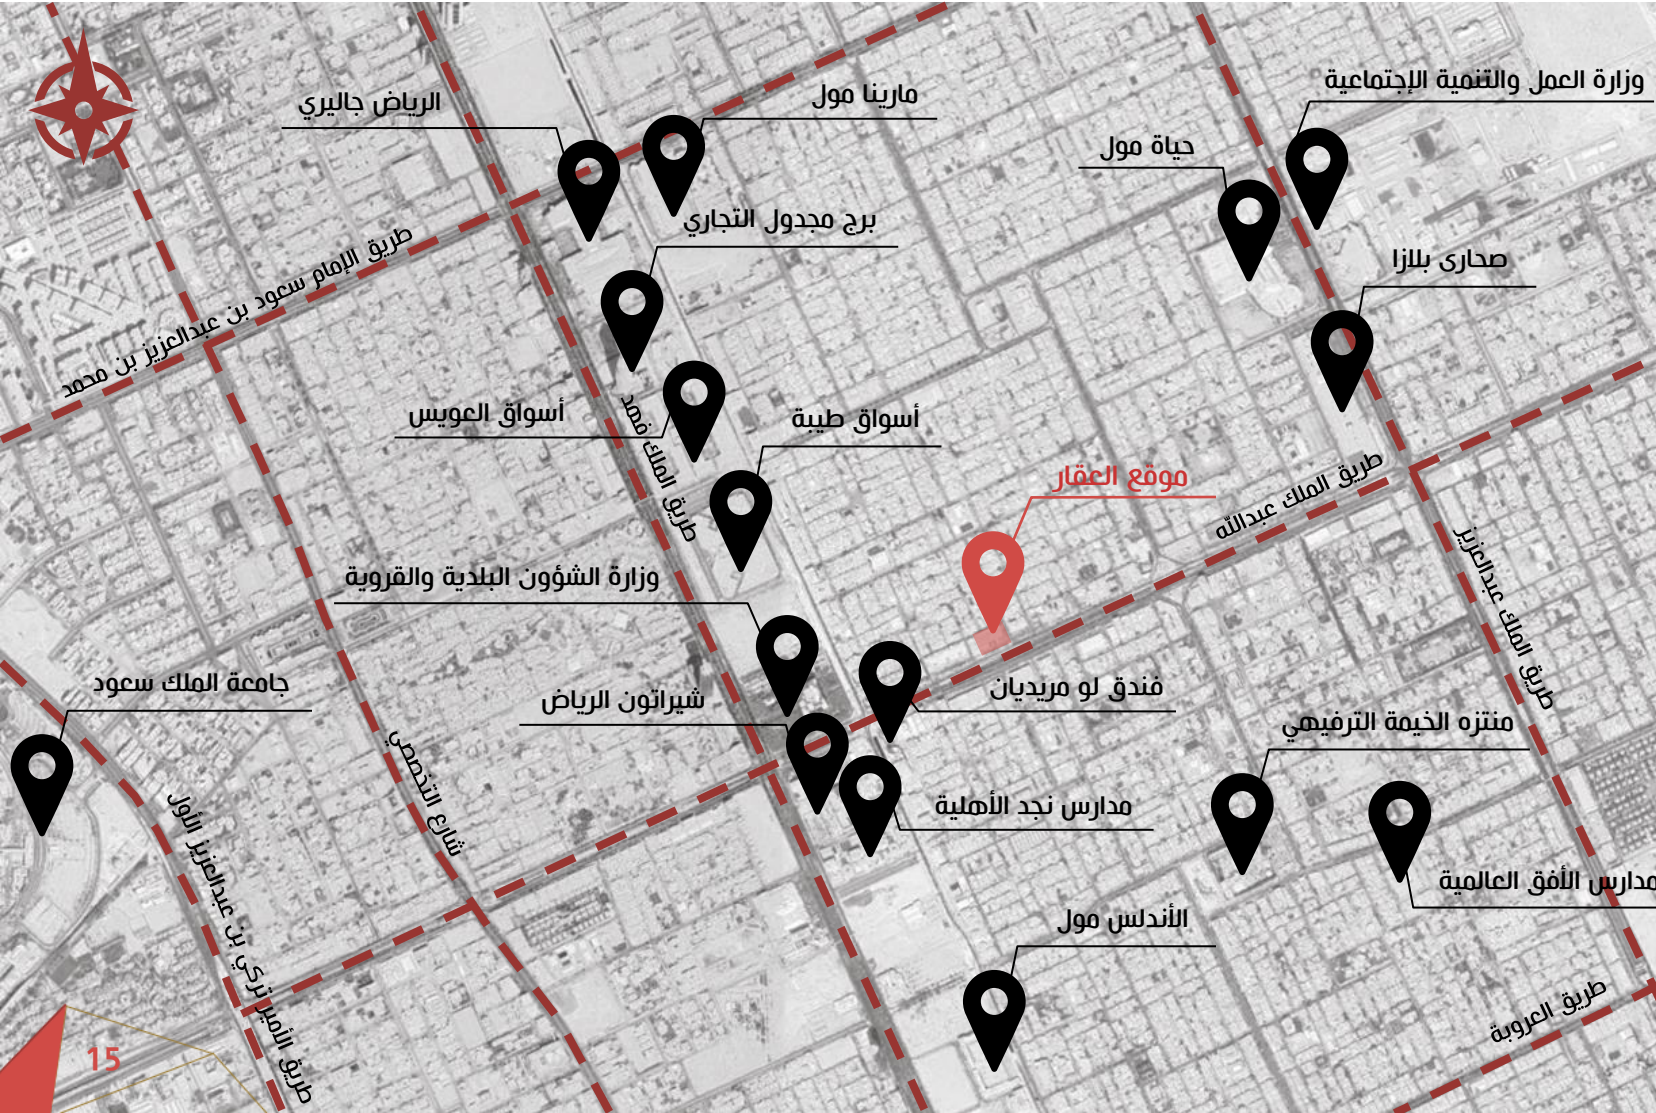 وزارة العمل والتنمية الإجتماعية
مارينا مول
الرياض جاليري
حياة مول
برج مجدول التجاري
صحارى بلازا
طريق الإمام سعود بن عبدالعزيز بن محمد
أسواق العويس
أسواق طيبة
طريق الملك فهد
موقع العقار
طريق الملك عبدالله
وزارة الشؤون البلدية والقروية
طريق الملك عبدالعزيز
جامعة الملك سعود
فندق لو مريديان
شيراتون الرياض
منتزه الخيمة الترفيهي
شارع التخصصي
مدارس نجد الأهلية
مدارس الأفق العالمية
الأندلس مول
طريق الأمير تركي بن عبدالعزيز الأول
طريق العروبة
15